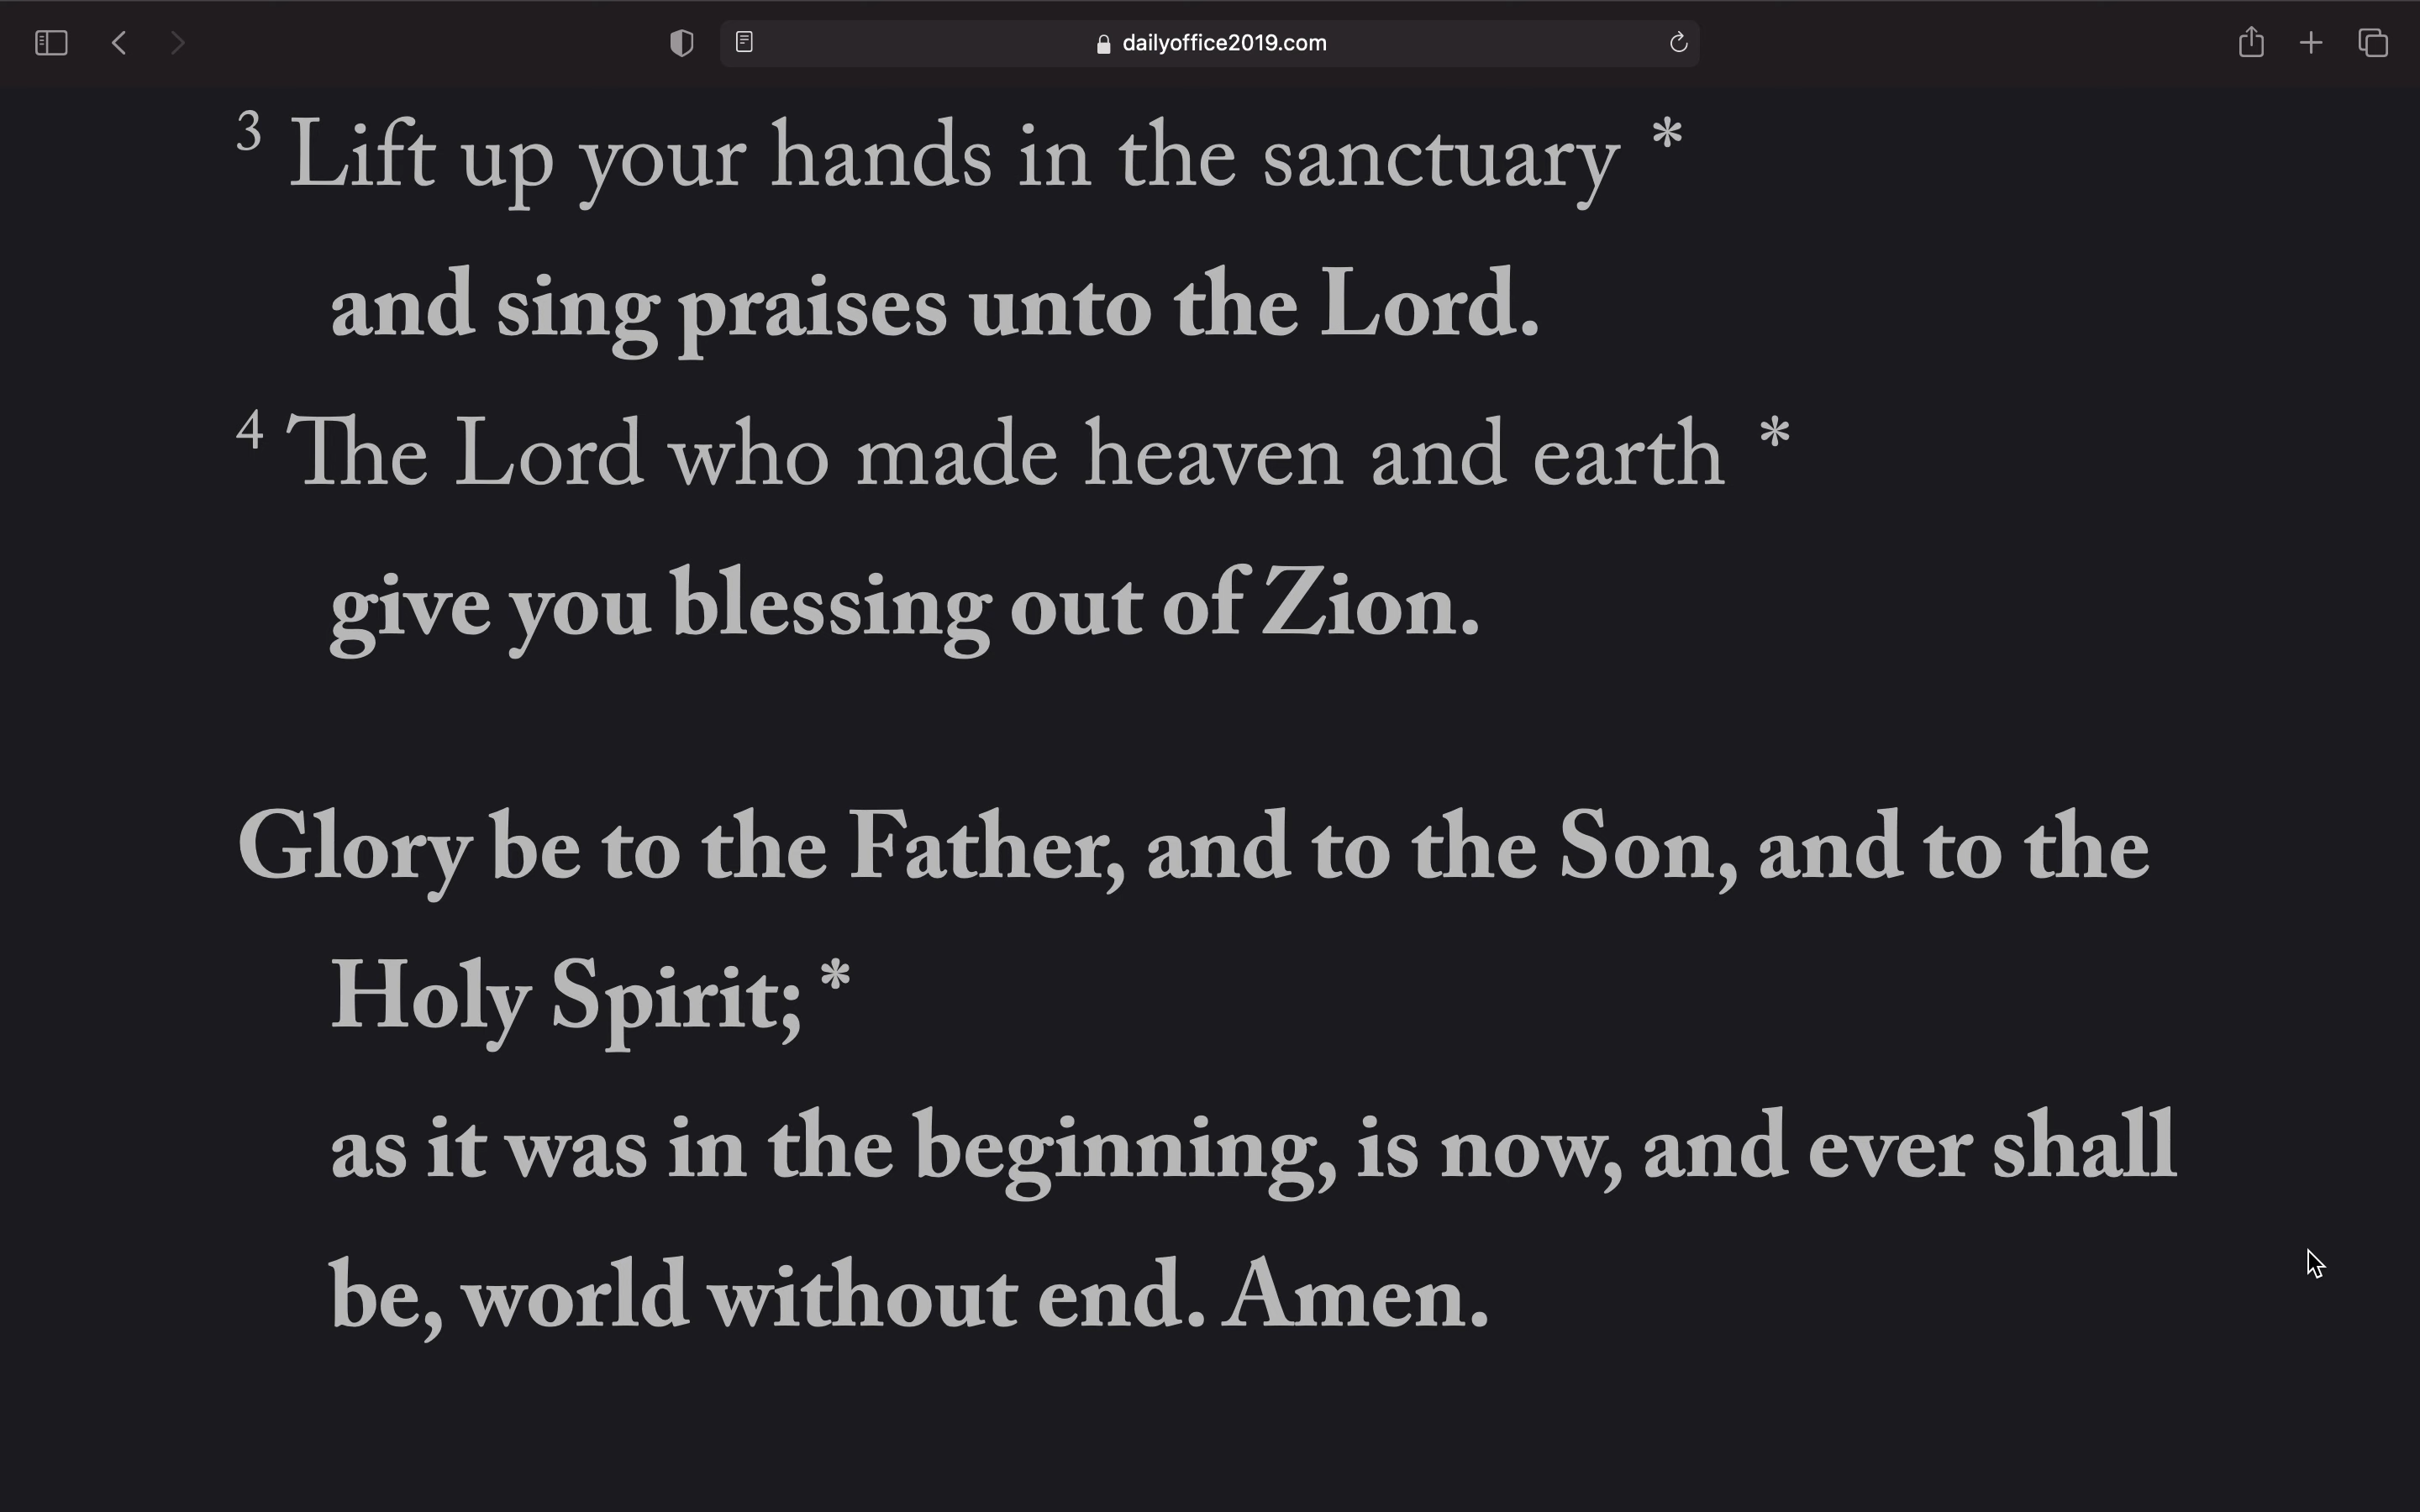 dailyoffice2019.com
3 Lift up your hands in the sanctuary *
and sing praises unto the Lord.
4 The Lord who made heaven and earth *
give you blessing out of Zion.
Glory be to the Father, and to the Son, and to the
Holy Spirit; *
as it was in the beginning, is now, and ever shall
be, world without end. Amen.